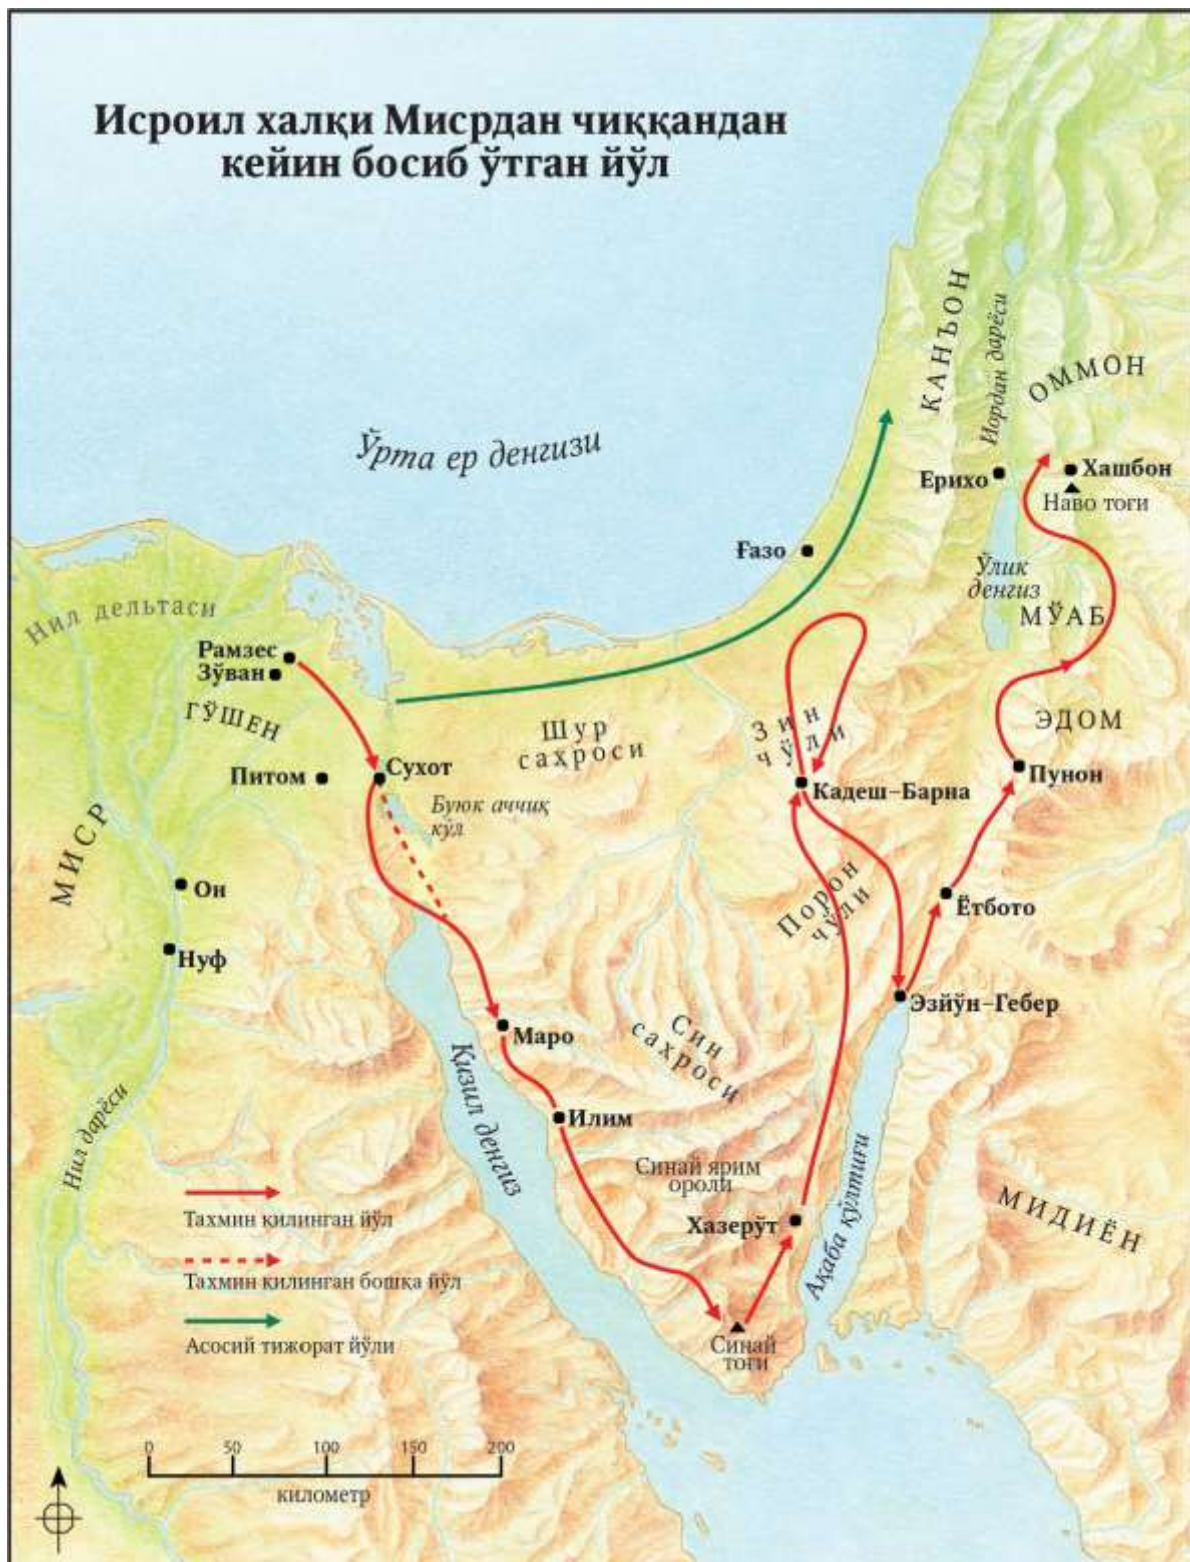 Исроил халқи Мисрдан чиққандан
кейин босиб ўтган йўл
КАНЪОН
Иордан дарёси
ОММОН
Ўрта ер денгизи
Ерихо
Хашбон
Наво тоғи
Ғазо
Ўлик
денгиз
МЎАБ
Нил дельтаси
Рамзес
Зўван
ГЎШЕН
Шур
саҳроси
Зин
чўли
ЭДОМ
Питом
Сухот
Буюк аччиқ
кўл
Кадеш–Барна
Пунон
МИСР
Он
Порон
чўли
Ётбото
Нуф
Эзйўн–Гебер
Маро
Син
саҳроси
Қизил денгиз
Илим
Нил дарёси
Синай ярим
ороли
Хазерўт
Ақаба қўлтиғи
МИДИЁН
Тахмин қилинган йўл
Тахмин қилинган бошқа йўл
Асосий тижорат йўли
Синай
тоғи
0 50 100 150 200
километр